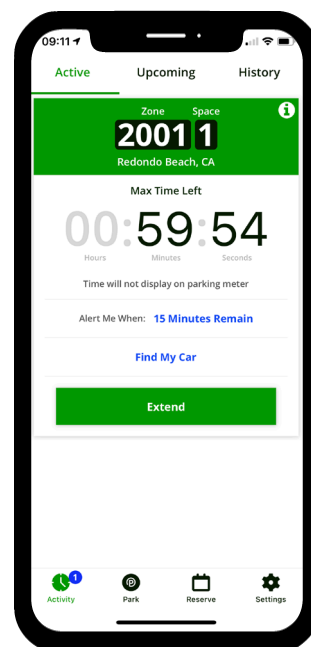 09:11
Active Upcoming History
Zone Space
2001 1
Redondo Beach, CA
Max Time Left
00:59:54
Hours Minutes Seconds
Time will not display on parking meter
Alert Me When: 15 Minutes Remain
Find My Car
Extend
1
Activity Park Reserve Settings